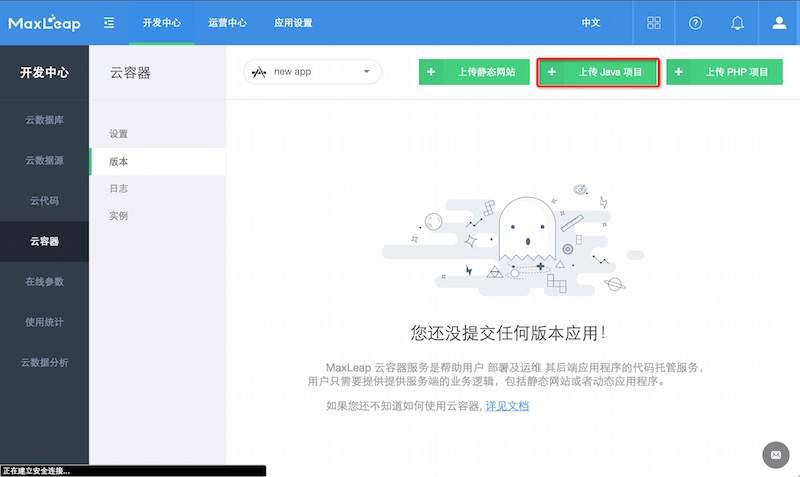 MaxLeap 开发中心 运营中心 应用设置 中文
开发中心
云数据库
云数据源
云代码
云容器
在线参数
使用统计
云数据分析
云容器
设置
版本
日志
实例
new app
+ 上传静态网站
+ 上传 Java 项目
+ 上传 PHP 项目
您还没提交任何版本应用！
MaxLeap 云容器服务是帮助用户 部署及运维 其后端应用程序的代码托管服务，
用户只需要提供提供服务端的业务逻辑，包括静态网站或者动态应用程序。
如果您还不知道如何使用云容器, 详见文档
正在建立安全连接...